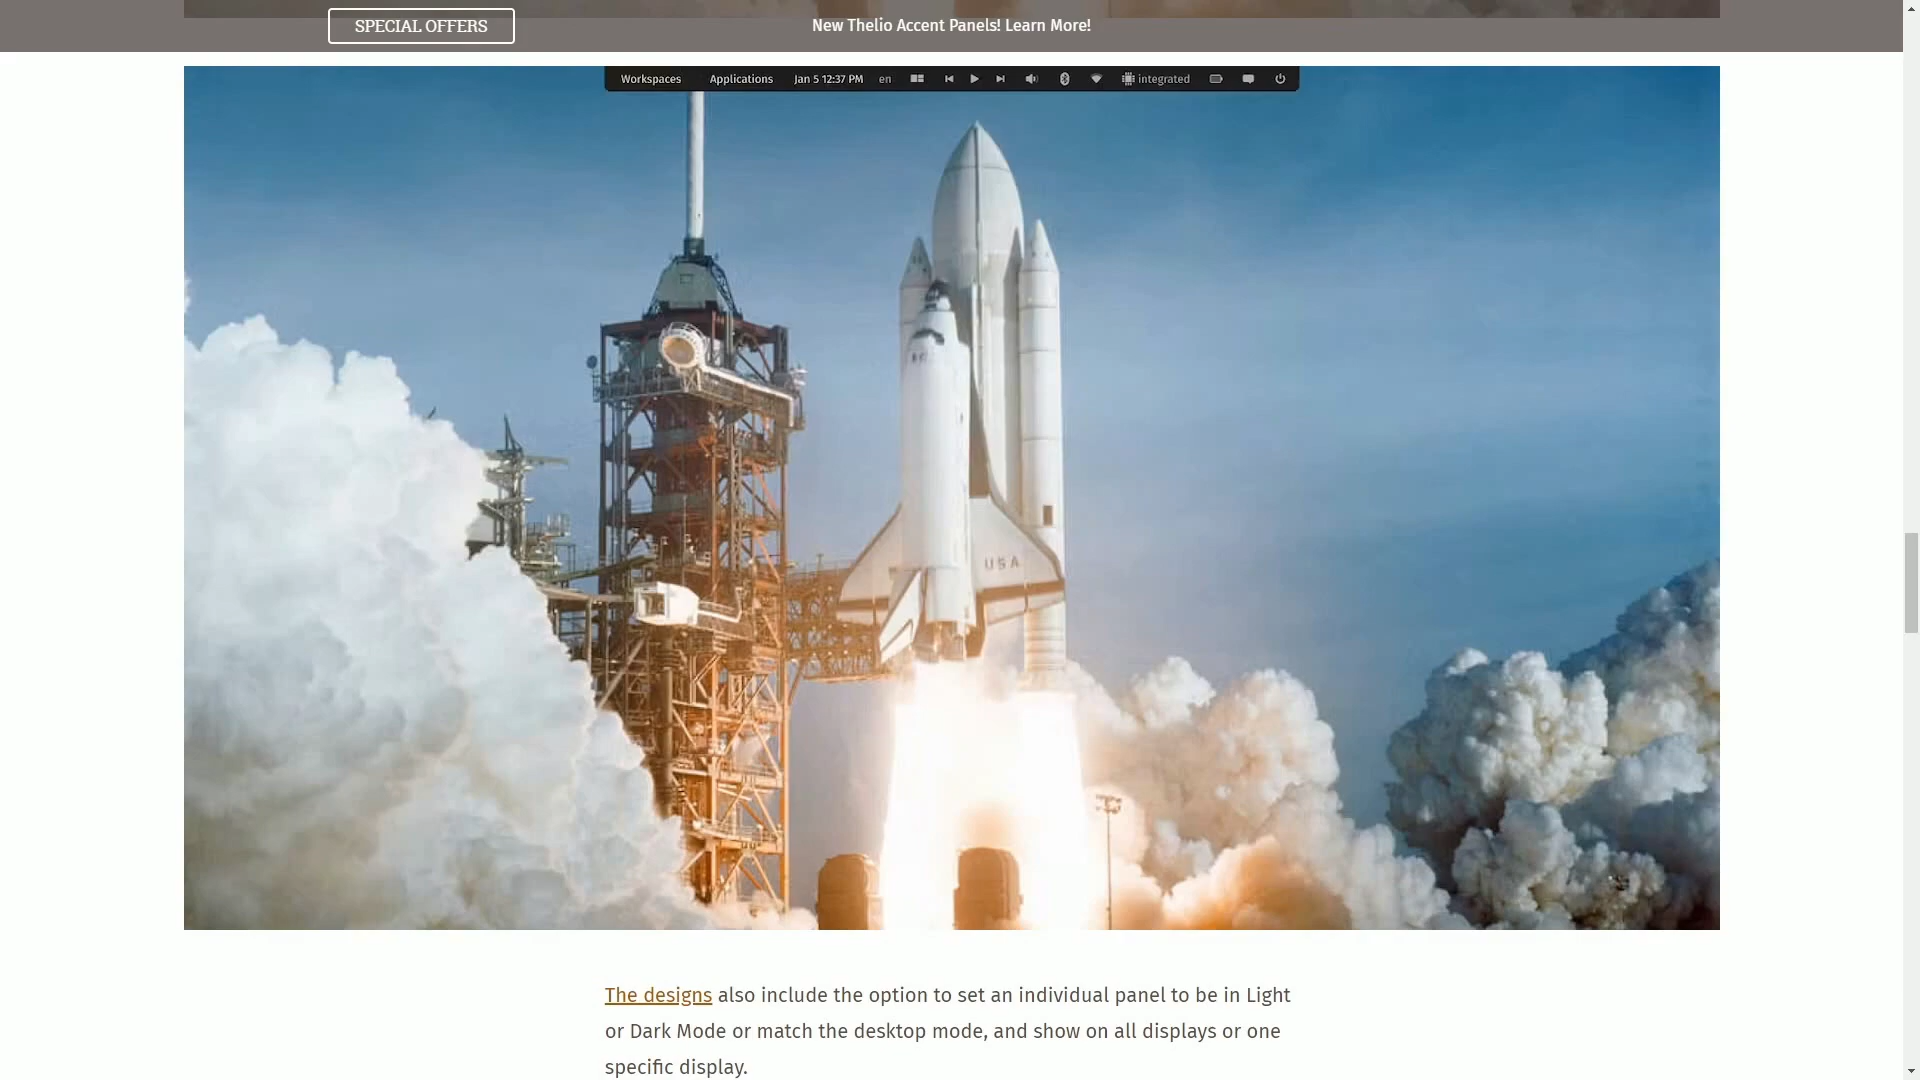 SPECIAL OFFERS
New Thelio Accent Panels! Learn More!
Workspaces Applications Jan 5 12:37 PM en integrated
USA
The designs also include the option to set an individual panel to be in Light
or Dark Mode or match the desktop mode, and show on all displays or one
specific display.